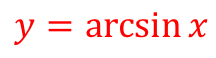 y = arcsin x